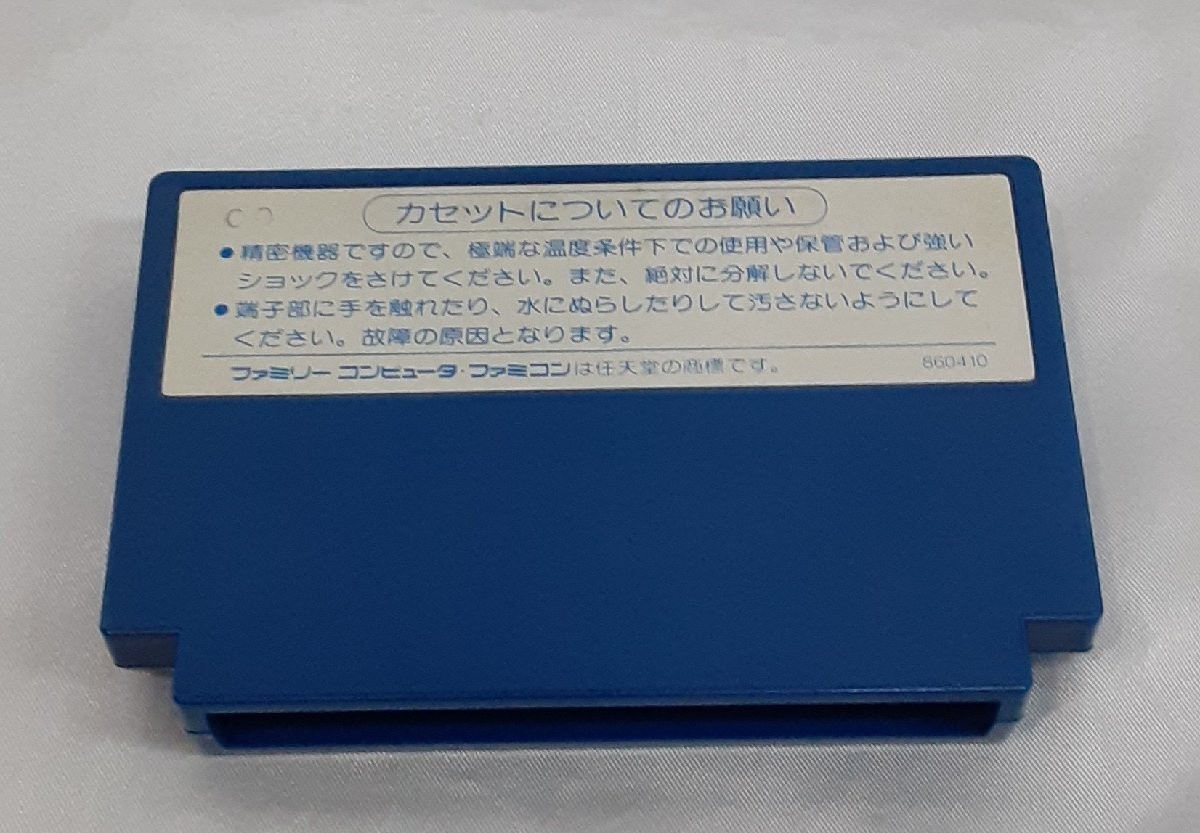 カセットについてのお願い
●精密機器ですので、極端な温度条件下での使用や保管および強い
ショックをさけてください。また、絶対に分解しないでください。
●端子部に手を触れたり、水にぬらしたりして汚さないようにして
ください。故障の原因となります。
ファミリーコンピュータ・ファミコンは任天堂の商標です。 860410